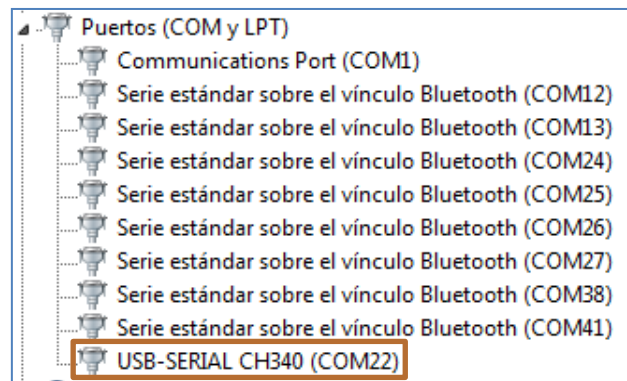 Puertos (COM y LPT)
Communications Port (COM1)
Serie estándar sobre el vínculo Bluetooth (COM12)
Serie estándar sobre el vínculo Bluetooth (COM13)
Serie estándar sobre el vínculo Bluetooth (COM24)
Serie estándar sobre el vínculo Bluetooth (COM25)
Serie estándar sobre el vínculo Bluetooth (COM26)
Serie estándar sobre el vínculo Bluetooth (COM27)
Serie estándar sobre el vínculo Bluetooth (COM38)
Serie estándar sobre el vínculo Bluetooth (COM41)
USB-SERIAL CH340 (COM22)